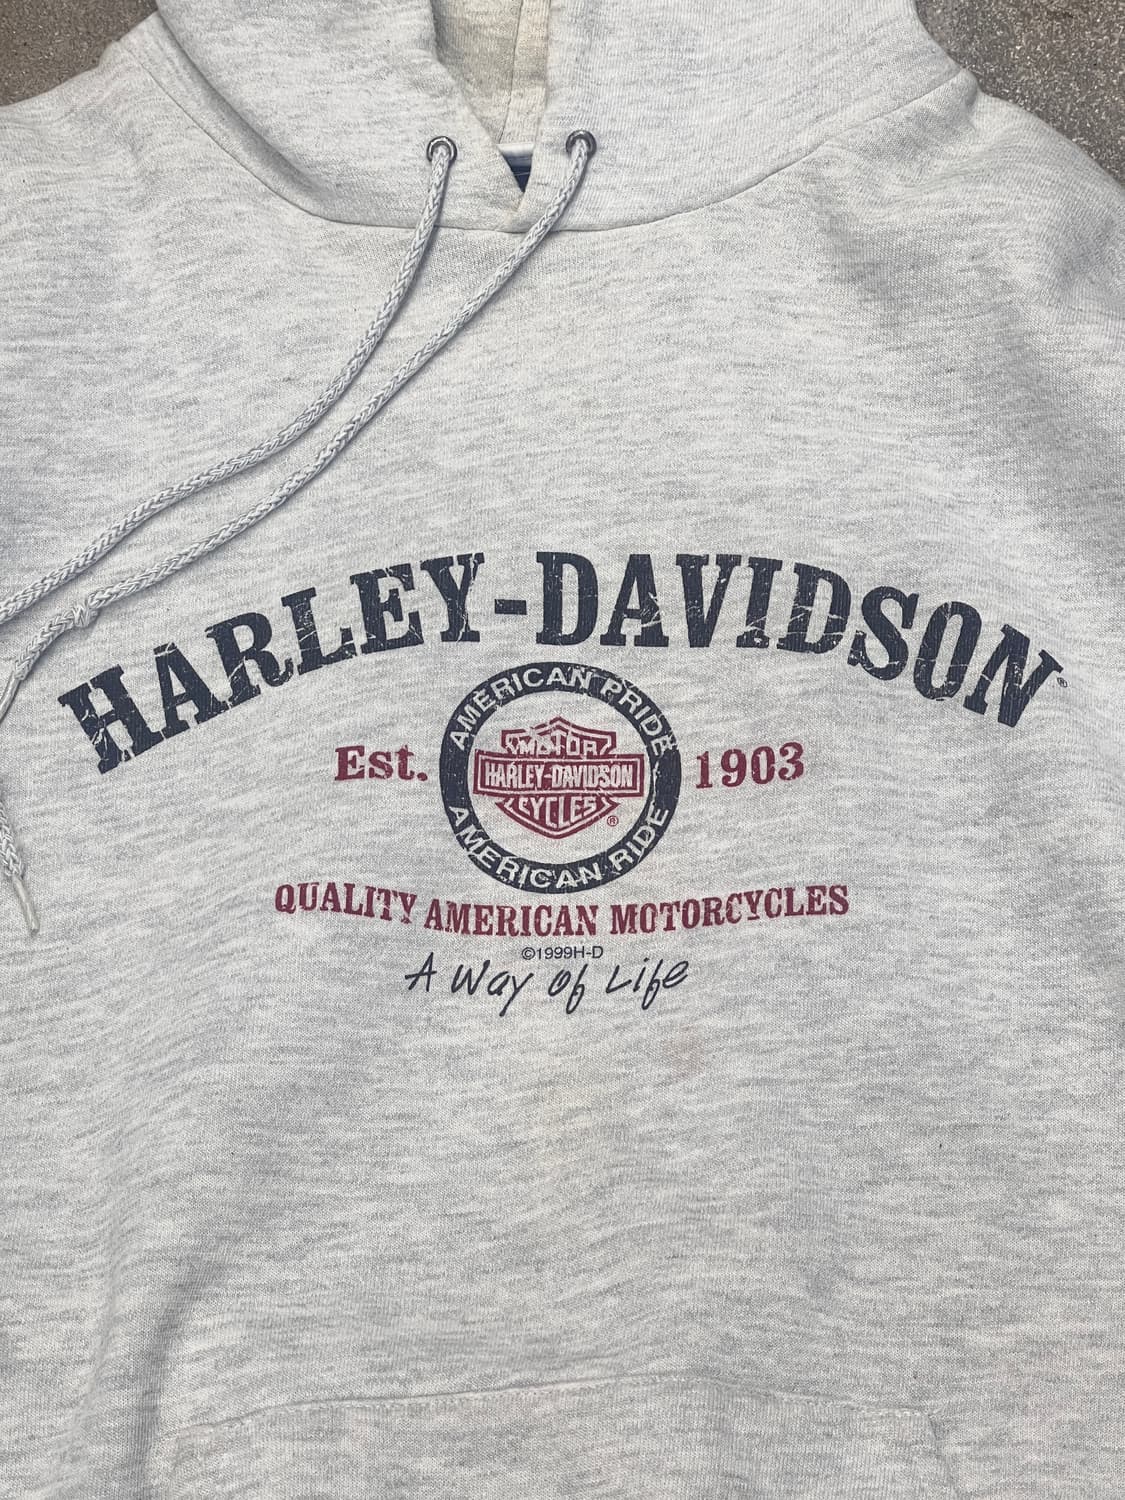 HARLEY-DAVIDSON®
AMERICAN PRIDE
Est.
MOTOR
HARLEY-DAVIDSON
CYCLES®
1903
AMERICAN RIDE
QUALITY AMERICAN MOTORCYCLES
©1999H-D
A Way of Life